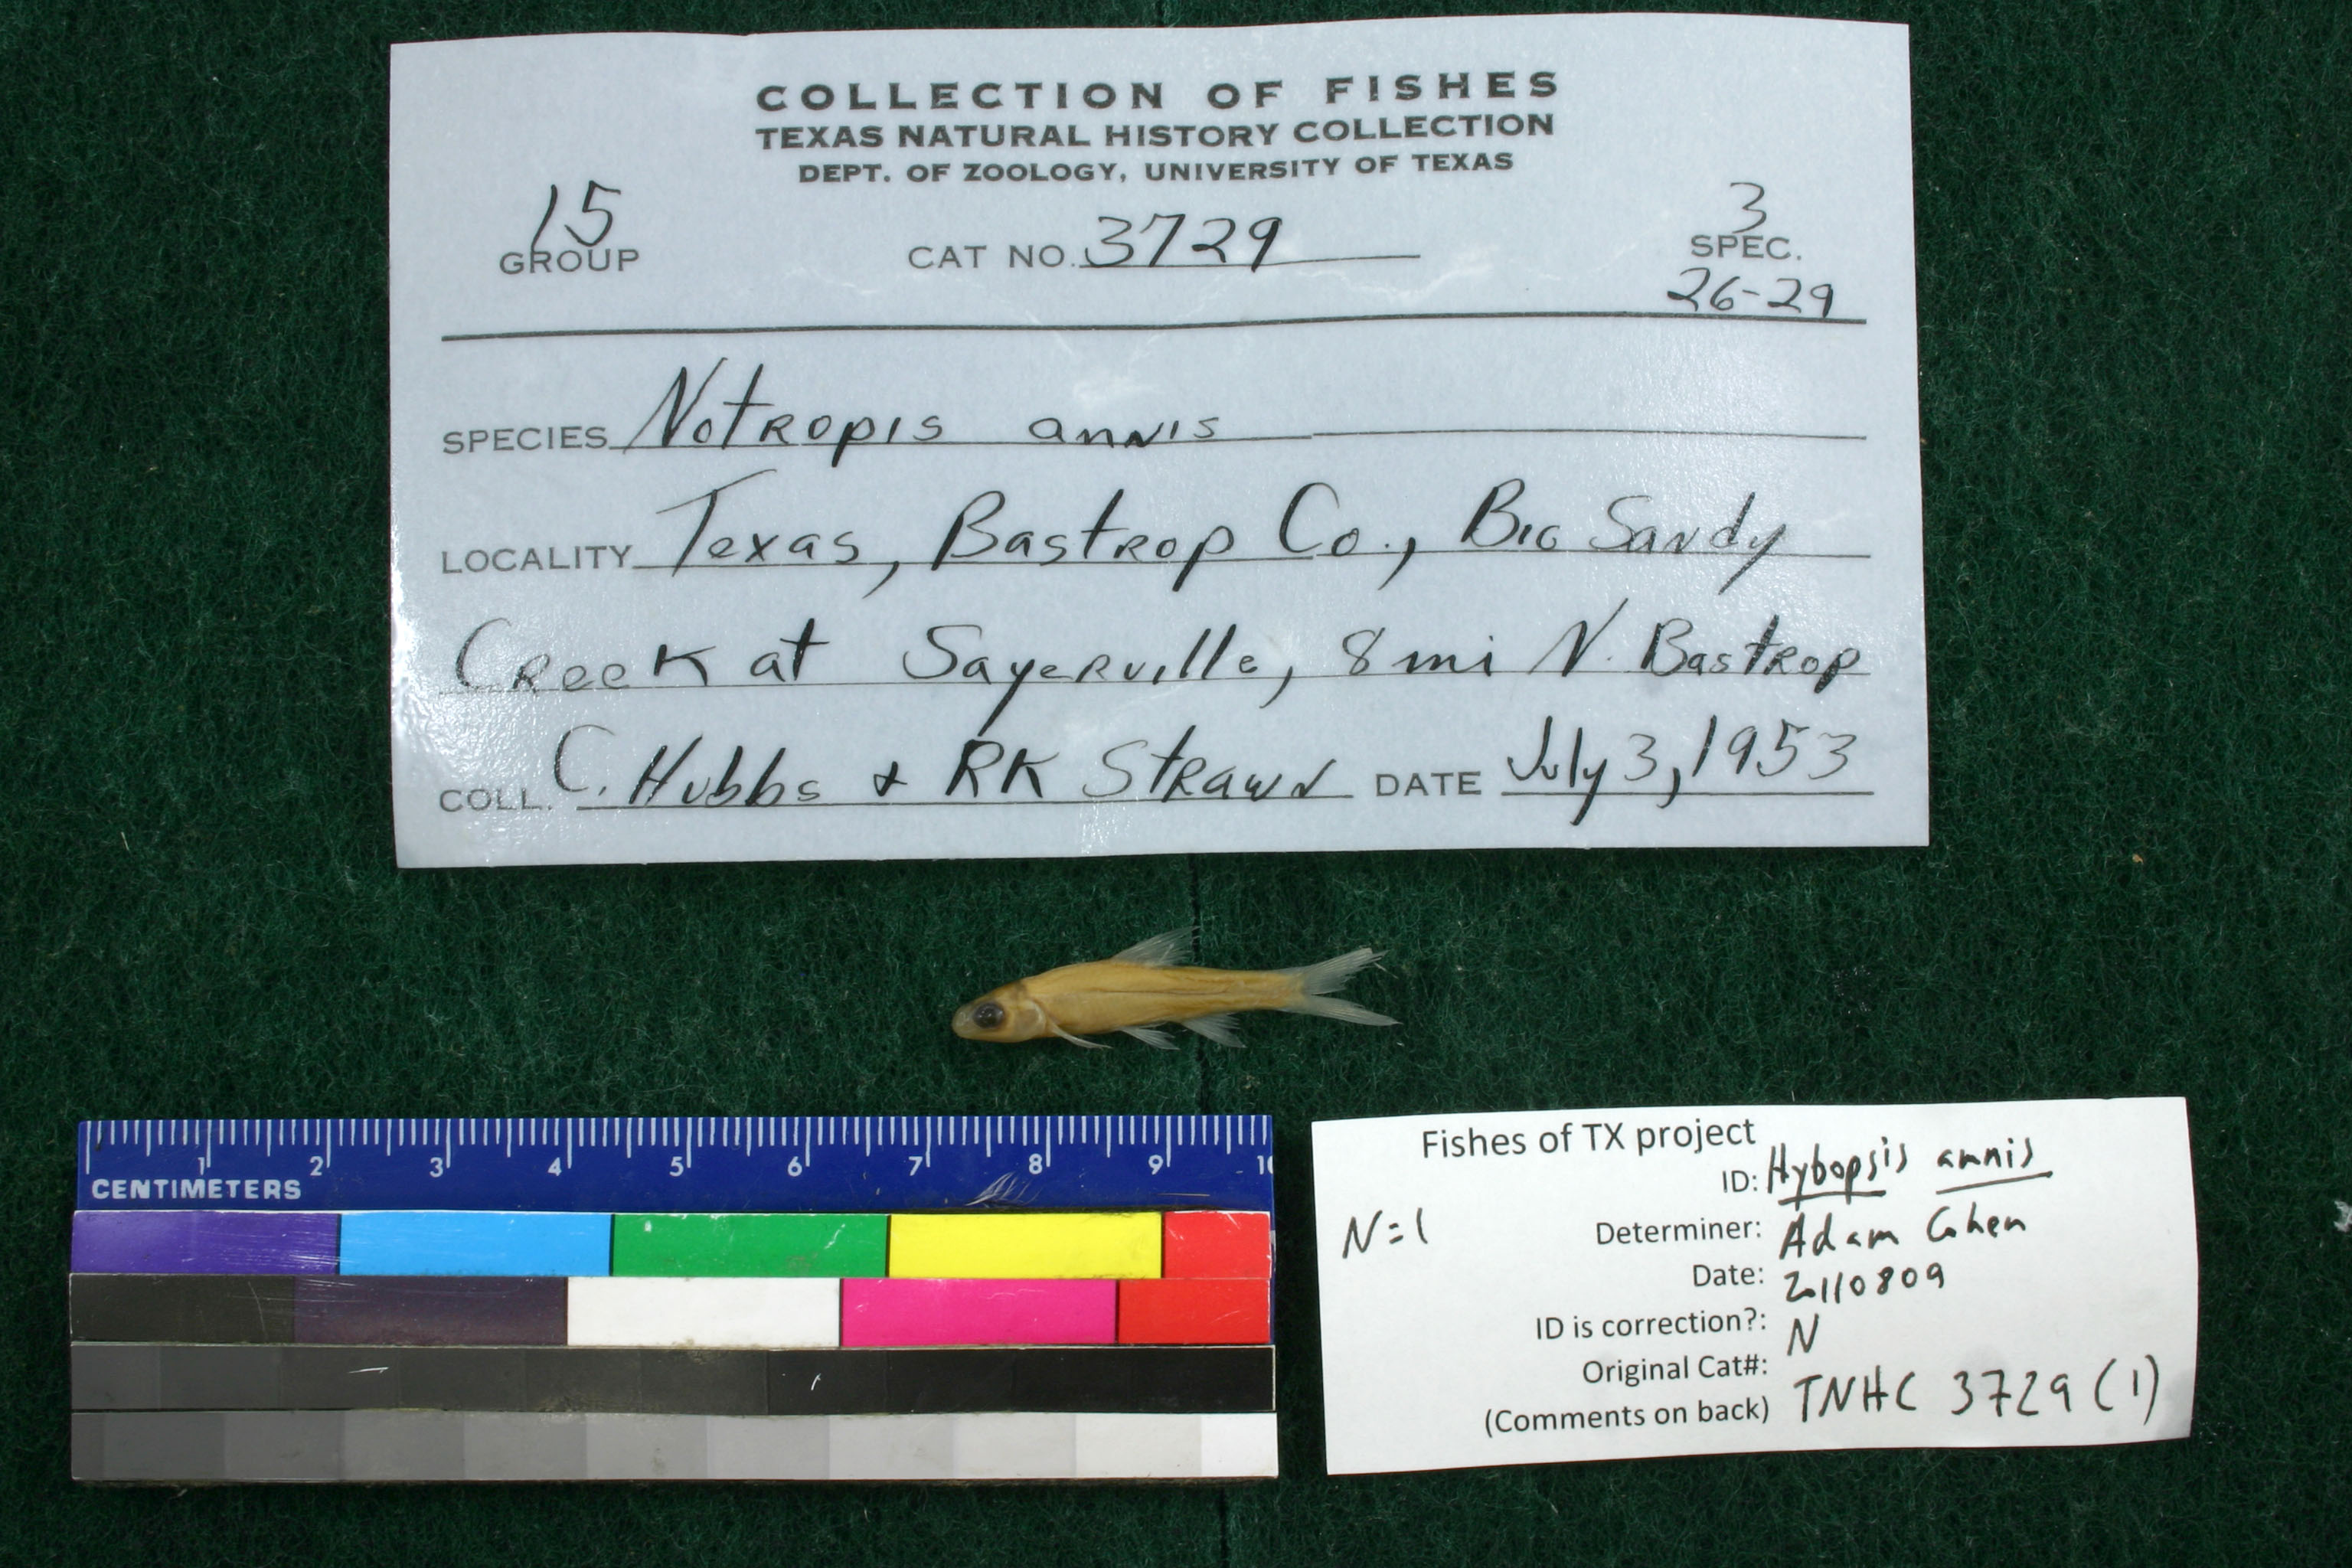 COLLECTION OF FISHES
TEXAS NATURAL HISTORY COLLECTION
DEPT. OF ZOOLOGY, UNIVERSITY OF TEXAS
15
GROUP
CAT NO. 3729
3
SPEC.
26-29
SPECIES Notropis amnis
LOCALITY Texas, Bastrop Co., Big Sandy
Creek at Sayerville, 8 mi N. Bastrop
COLL. C. Hubbs & RK Strawn DATE July 3, 1953
1 2 3 4 5 6 7 8 9 10
CENTIMETERS
Fishes of TX project
ID: Hybopsis amnis
N=1
Determiner: Adam Cohen
Date: 20110809
ID is correction?: N
Original Cat#:
(Comments on back) TNHC 3729 (1)